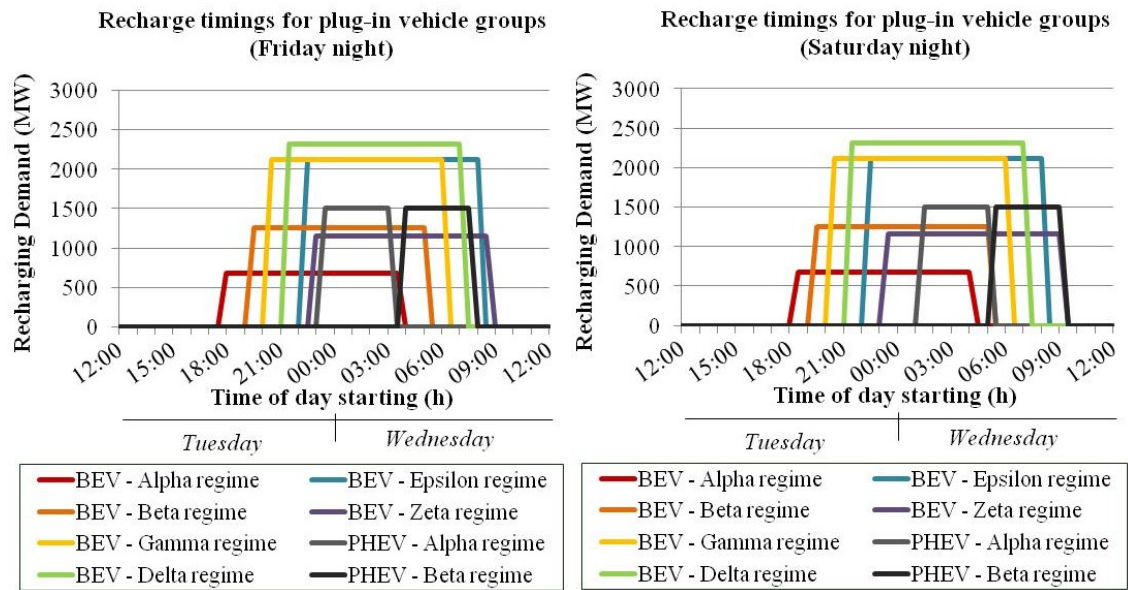 Recharge timings for plug-in vehicle groups
(Friday night)
Recharging Demand (MW)
3000
2500
2000
1500
1000
500
0
12:00 15:00 18:00 21:00 00:00 03:00 06:00 09:00 12:00
Time of day starting (h)
Tuesday Wednesday
BEV - Alpha regime BEV - Epsilon regime
BEV - Beta regime BEV - Zeta regime
BEV - Gamma regime PHEV - Alpha regime
BEV - Delta regime PHEV - Beta regime
Recharge timings for plug-in vehicle groups
(Saturday night)
Recharging Demand (MW)
3000
2500
2000
1500
1000
500
0
12:00 15:00 18:00 21:00 00:00 03:00 06:00 09:00 12:00
Time of day starting (h)
Tuesday Wednesday
BEV - Alpha regime BEV - Epsilon regime
BEV - Beta regime BEV - Zeta regime
BEV - Gamma regime PHEV - Alpha regime
BEV - Delta regime PHEV - Beta regime